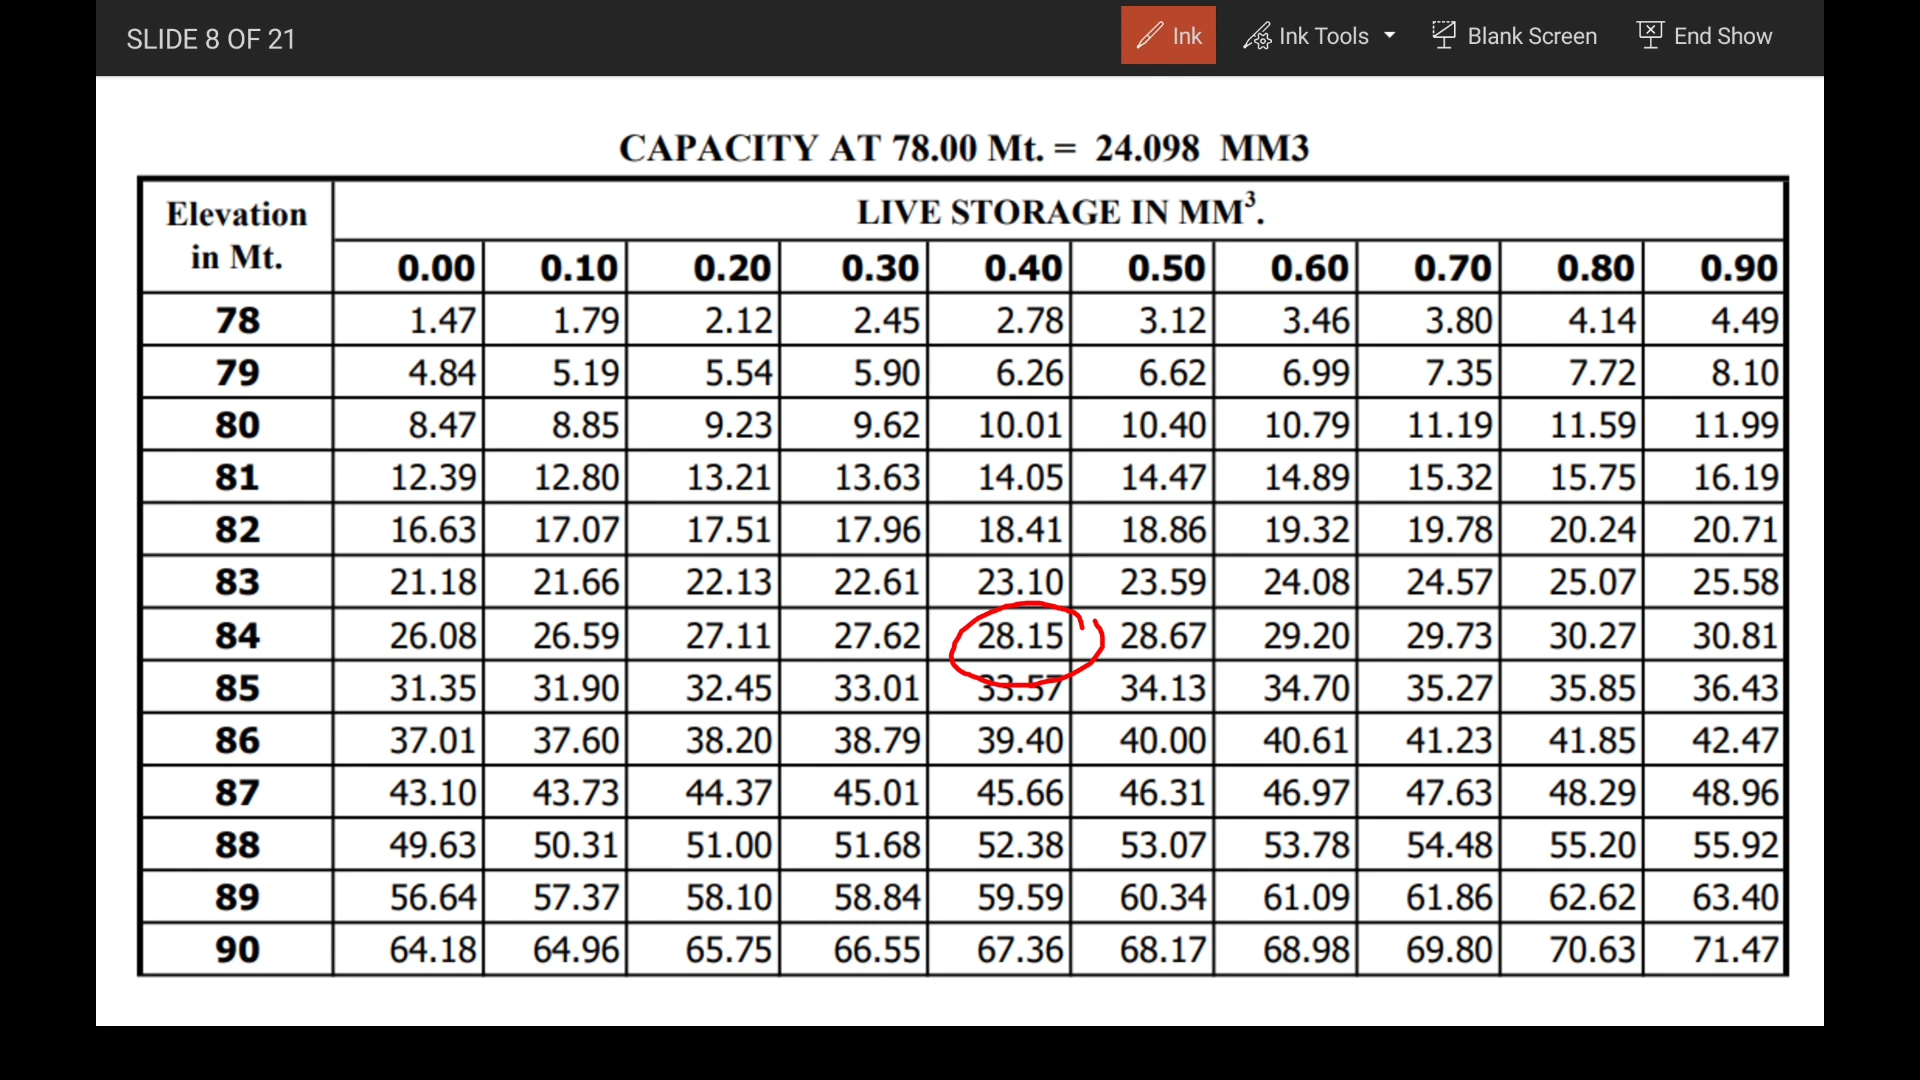 SLIDE 8 OF 21 Ink Ink Tools Blank Screen End Show
CAPACITY AT 78.00 Mt. = 24.098 MM3
Elevation in Mt. LIVE STORAGE IN MM³.
0.00 0.10 0.20 0.30 0.40 0.50 0.60 0.70 0.80 0.90
78 1.47 1.79 2.12 2.45 2.78 3.12 3.46 3.80 4.14 4.49
79 4.84 5.19 5.54 5.90 6.26 6.62 6.99 7.35 7.72 8.10
80 8.47 8.85 9.23 9.62 10.01 10.40 10.79 11.19 11.59 11.99
81 12.39 12.80 13.21 13.63 14.05 14.47 14.89 15.32 15.75 16.19
82 16.63 17.07 17.51 17.96 18.41 18.86 19.32 19.78 20.24 20.71
83 21.18 21.66 22.13 22.61 23.10 23.59 24.08 24.57 25.07 25.58
84 26.08 26.59 27.11 27.62 28.15 28.67 29.20 29.73 30.27 30.81
85 31.35 31.90 32.45 33.01 33.57 34.13 34.70 35.27 35.85 36.43
86 37.01 37.60 38.20 38.79 39.40 40.00 40.61 41.23 41.85 42.47
87 43.10 43.73 44.37 45.01 45.66 46.31 46.97 47.63 48.29 48.96
88 49.63 50.31 51.00 51.68 52.38 53.07 53.78 54.48 55.20 55.92
89 56.64 57.37 58.10 58.84 59.59 60.34 61.09 61.86 62.62 63.40
90 64.18 64.96 65.75 66.55 67.36 68.17 68.98 69.80 70.63 71.47